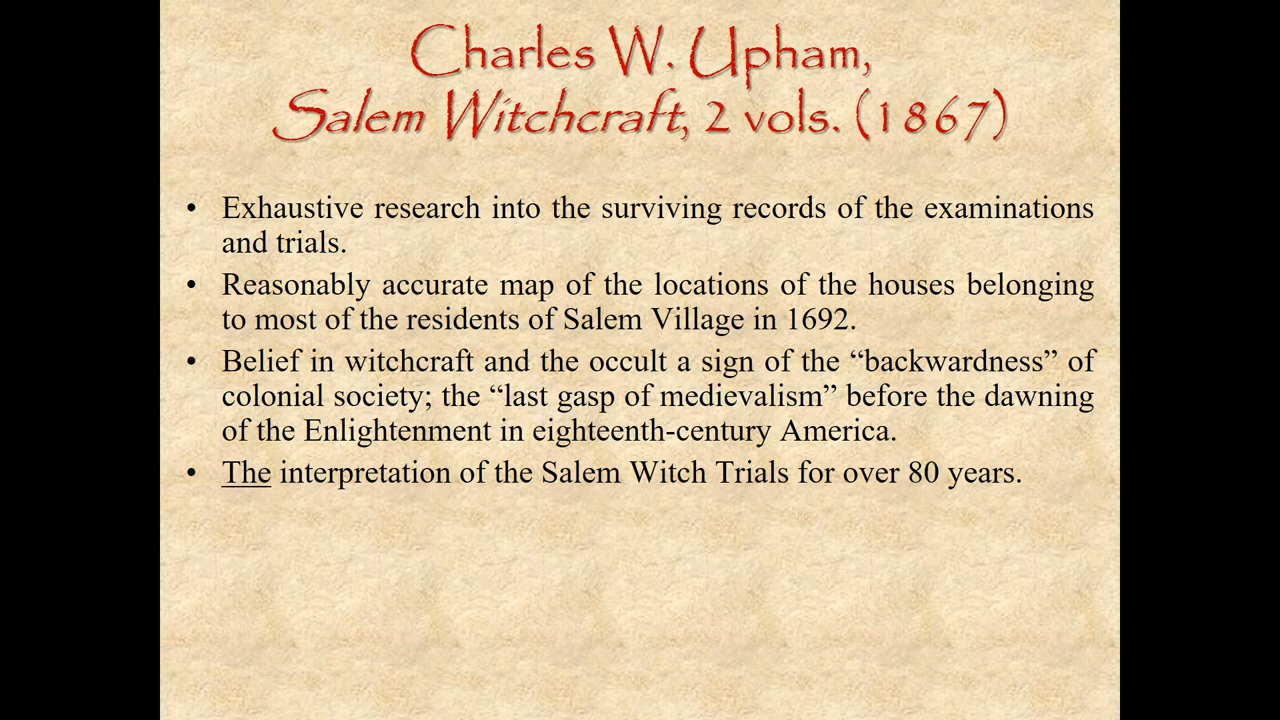 Charles W. Upham,
Salem Witchcraft, 2 vols. (1867)
• Exhaustive research into the surviving records of the examinations
and trials.
• Reasonably accurate map of the locations of the houses belonging
to most of the residents of Salem Village in 1692.
• Belief in witchcraft and the occult a sign of the “backwardness” of
colonial society; the “last gasp of medievalism” before the dawning
of the Enlightenment in eighteenth-century America.
• The interpretation of the Salem Witch Trials for over 80 years.